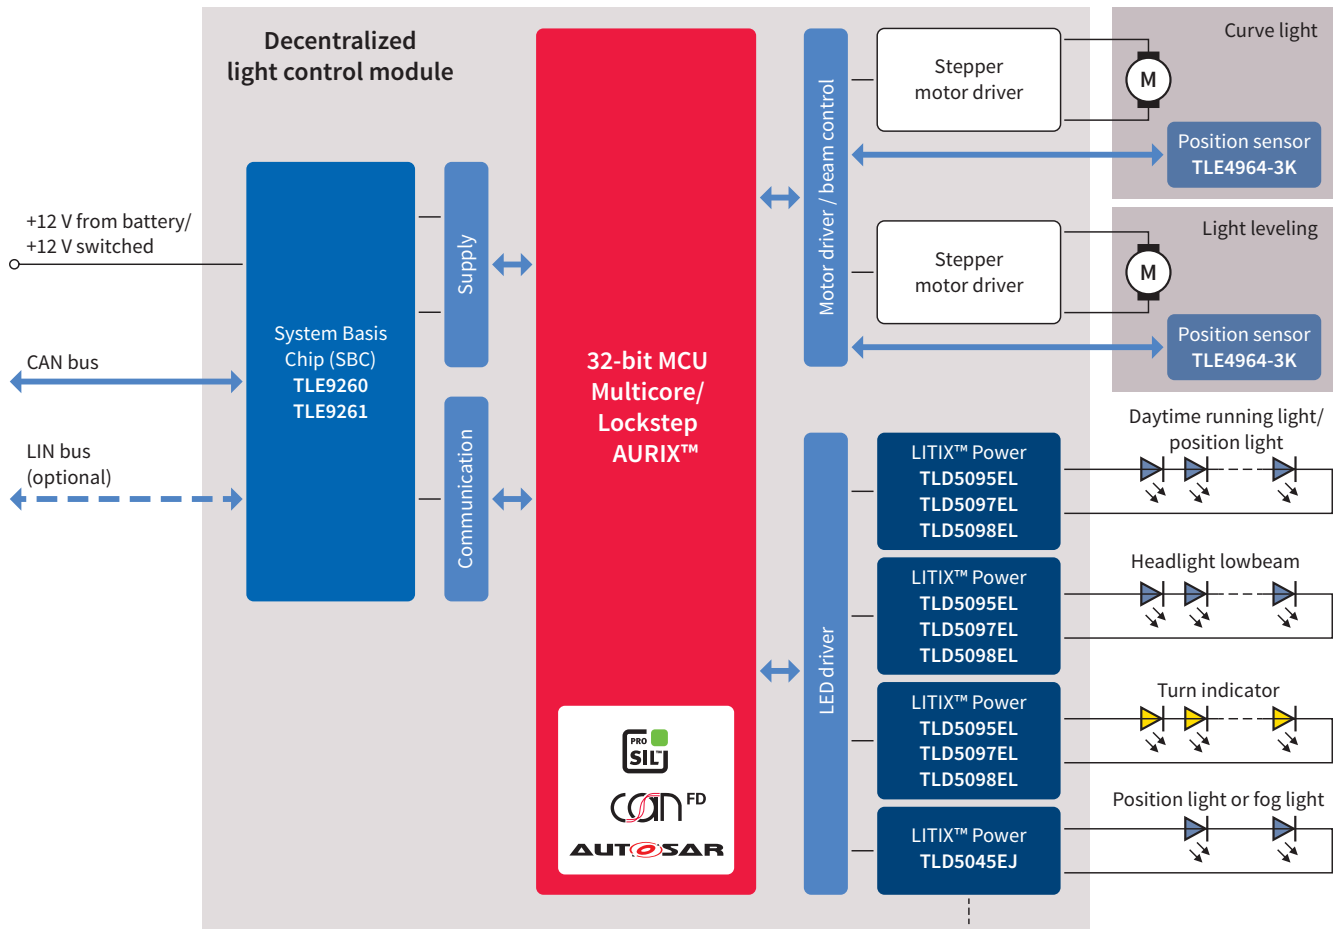 Decentralized
light control module
+12 V from battery/
+12 V switched
CAN bus
LIN bus
(optional)
System Basis
Chip (SBC)
TLE9260
TLE9261
Supply
Communication
32-bit MCU
Multicore/
Lockstep
AURIX™
PRO
SIL™
CAN FD
AUTOSAR
Motor driver / beam control
LED driver
Stepper
motor driver
Curve light
M
Position sensor
TLE4964-3K
Stepper
motor driver
Light leveling
M
Position sensor
TLE4964-3K
LITIX™ Power
TLD5095EL
TLD5097EL
TLD5098EL
Daytime running light/
position light
LITIX™ Power
TLD5095EL
TLD5097EL
TLD5098EL
Headlight lowbeam
LITIX™ Power
TLD5095EL
TLD5097EL
TLD5098EL
Turn indicator
LITIX™ Power
TLD5045EJ
Position light or fog light